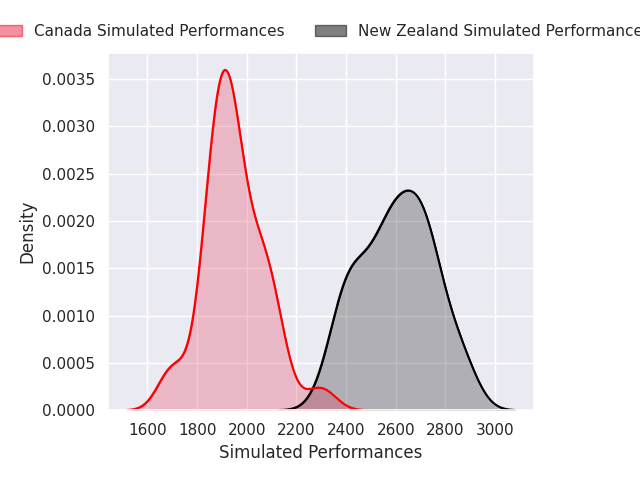 Canada Simulated Performances New Zealand Simulated Performance
0.0035
0.0030
0.0025
0.0020
0.0015
0.0010
0.0005
0.0000
Density
1600 1800 2000 2200 2400 2600 2800 3000
Simulated Performances